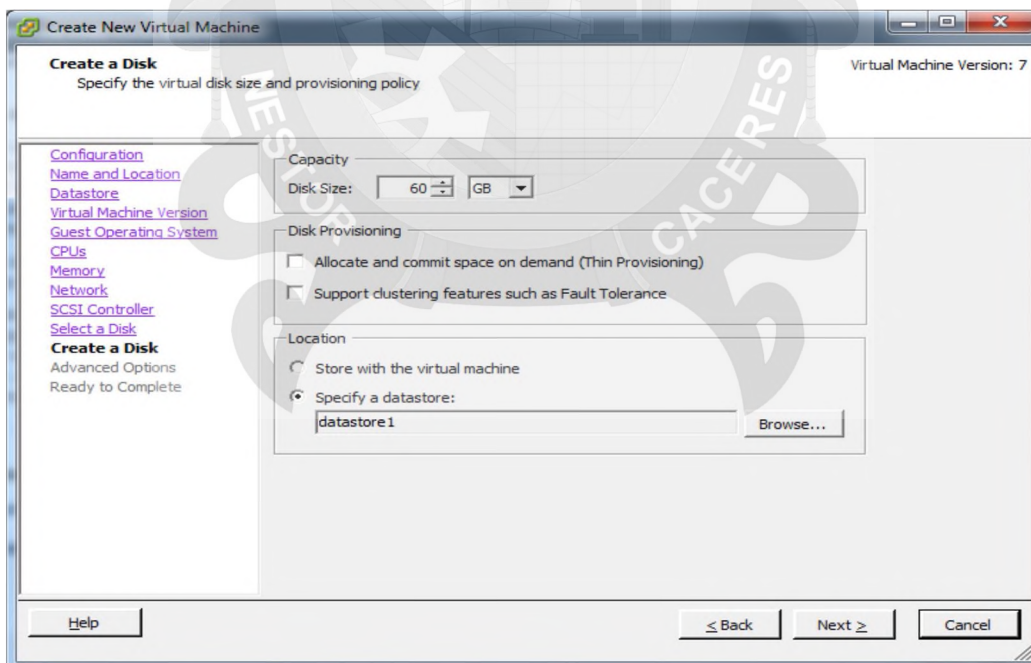 Create New Virtual Machine
Create a Disk
Specify the virtual disk size and provisioning policy
Virtual Machine Version: 7
Configuration
Name and Location
Datastore
Virtual Machine Version
Guest Operating System
CPUs
Memory
Network
SCSI Controller
Select a Disk
Create a Disk
Advanced Options
Ready to Complete
Capacity
Disk Size: 60 GB
Disk Provisioning
Allocate and commit space on demand (Thin Provisioning)
Support clustering features such as Fault Tolerance
Location
Store with the virtual machine
Specify a datastore:
datastore1
Browse...
Help
< Back
Next >
Cancel
NESTOR
CACERES